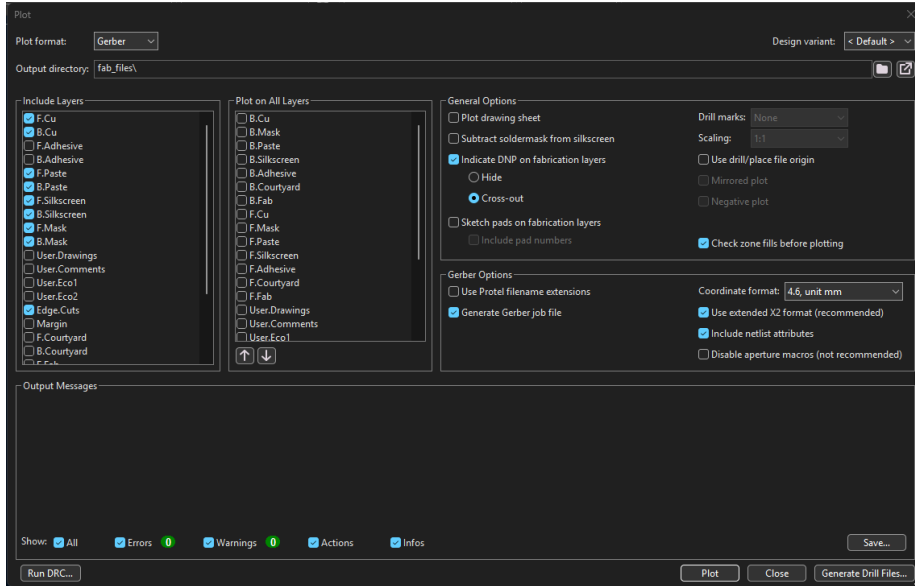 Plot
Plot format: Gerber
Design variant: < Default >
Output directory: fab_files\
Include Layers
F.Cu
B.Cu
F.Adhesive
B.Adhesive
F.Paste
B.Paste
F.Silkscreen
B.Silkscreen
F.Mask
B.Mask
User.Drawings
User.Comments
User.Eco1
User.Eco2
Edge.Cuts
Margin
F.Courtyard
B.Courtyard
F.Fab
Plot on All Layers
B.Cu
B.Mask
B.Paste
B.Silkscreen
B.Adhesive
B.Courtyard
B.Fab
F.Cu
F.Mask
F.Paste
F.Silkscreen
F.Adhesive
F.Courtyard
F.Fab
User.Drawings
User.Comments
User.Eco1
General Options
Plot drawing sheet
Subtract soldermask from silkscreen
Indicate DNP on fabrication layers
Hide
Cross-out
Sketch pads on fabrication layers
Include pad numbers
Drill marks: None
Scaling: 1:1
Use drill/place file origin
Mirrored plot
Negative plot
Check zone fills before plotting
Gerber Options
Use Protel filename extensions
Generate Gerber job file
Coordinate format: 4.6, unit mm
Use extended X2 format (recommended)
Include netlist attributes
Disable aperture macros (not recommended)
Output Messages
Show: All Errors 0 Warnings 0 Actions Infos
Save...
Run DRC... Plot Close Generate Drill Files...